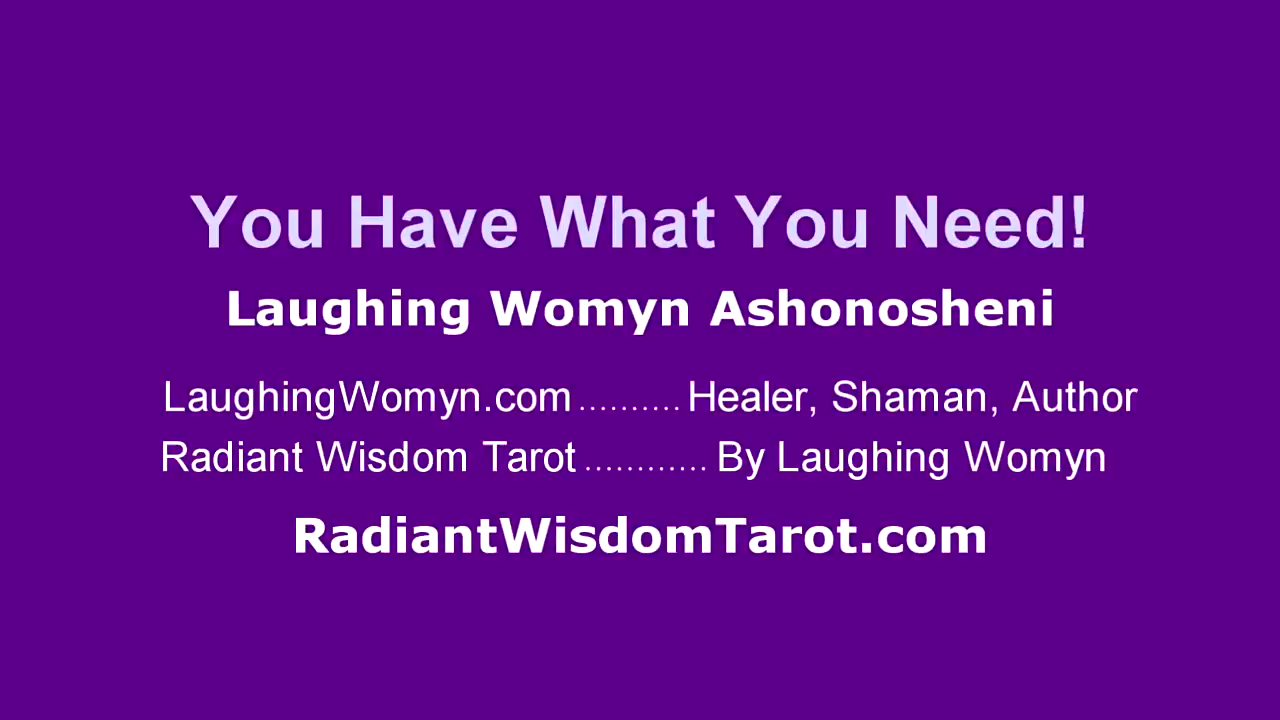 You Have What You Need!
Laughing Womyn Ashonosheni
LaughingWomyn.com .......... Healer, Shaman, Author
Radiant Wisdom Tarot ............ By Laughing Womyn
RadiantWisdomTarot.com